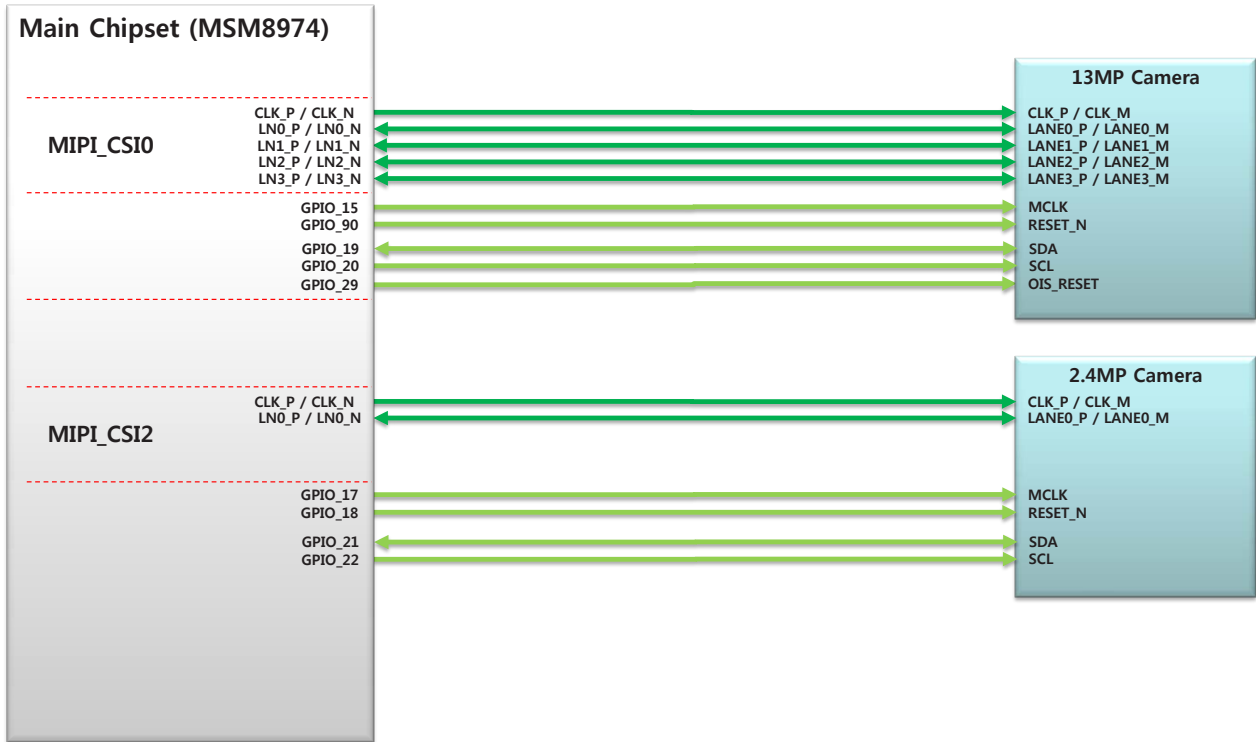 Main Chipset (MSM8974)
MIPI_CSI0
CLK_P / CLK_N
LN0_P / LN0_N
LN1_P / LN1_N
LN2_P / LN2_N
LN3_P / LN3_N
GPIO_15
GPIO_90
GPIO_19
GPIO_20
GPIO_29
MIPI_CSI2
CLK_P / CLK_N
LN0_P / LN0_N
GPIO_17
GPIO_18
GPIO_21
GPIO_22
13MP Camera
CLK_P / CLK_M
LANE0_P / LANE0_M
LANE1_P / LANE1_M
LANE2_P / LANE2_M
LANE3_P / LANE3_M
MCLK
RESET_N
SDA
SCL
OIS_RESET
2.4MP Camera
CLK_P / CLK_M
LANE0_P / LANE0_M
MCLK
RESET_N
SDA
SCL